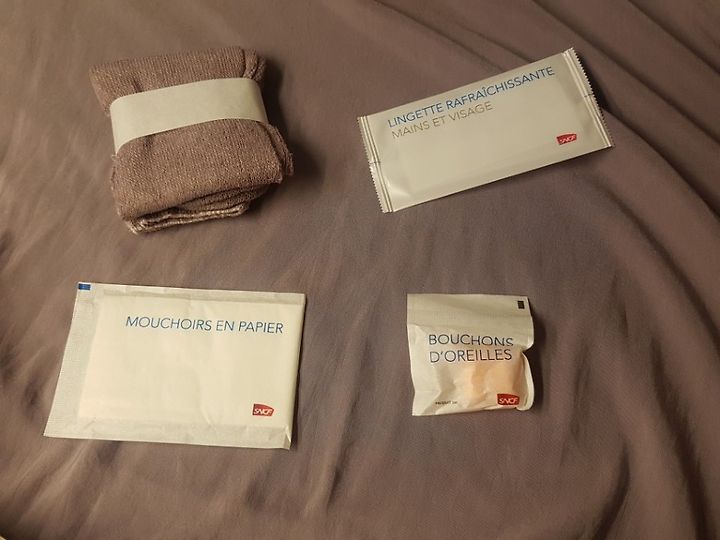 LINGETTE RAFRAÎCHISSANTE
MAINS ET VISAGE
SNCF
MOUCHOIRS EN PAPIER
SNCF
BOUCHONS
D'OREILLES
SNCF